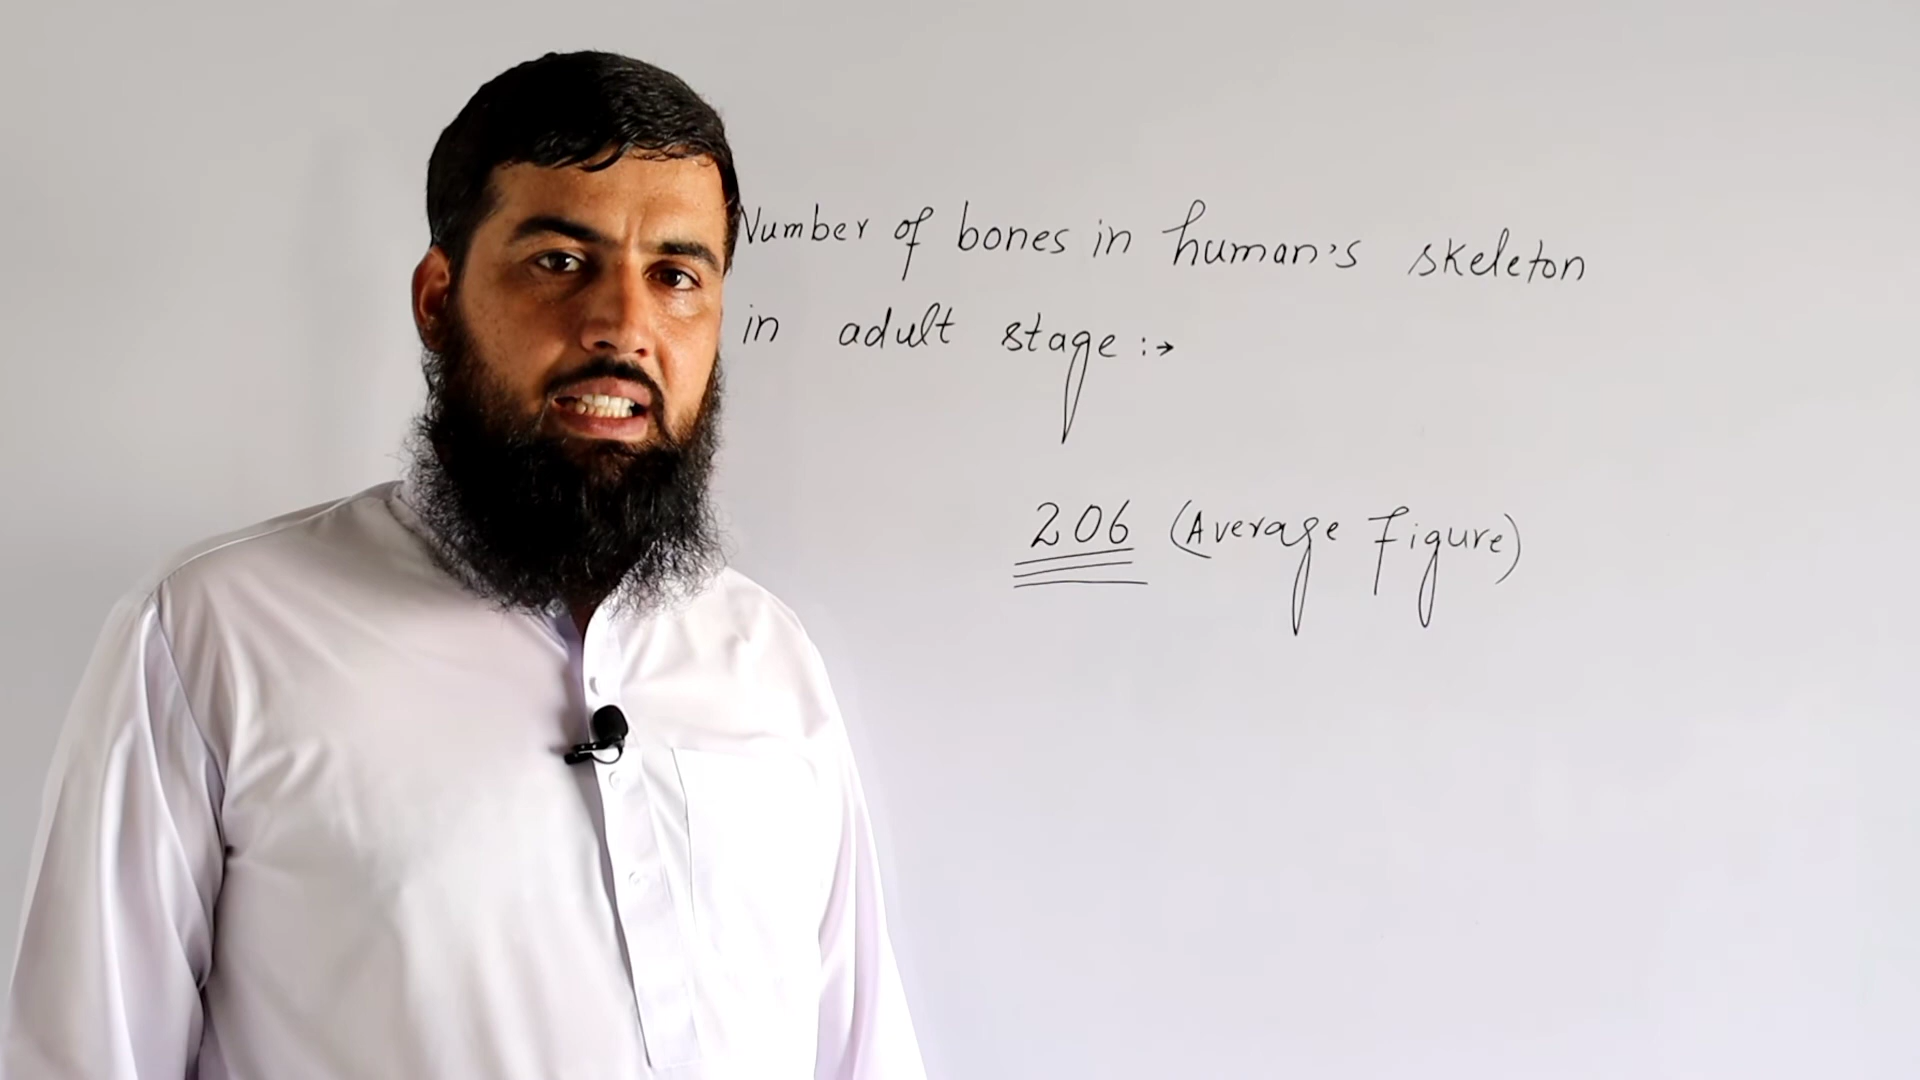 Number of bones in human's skeleton
in adult stage :→
206 (Average Figure)